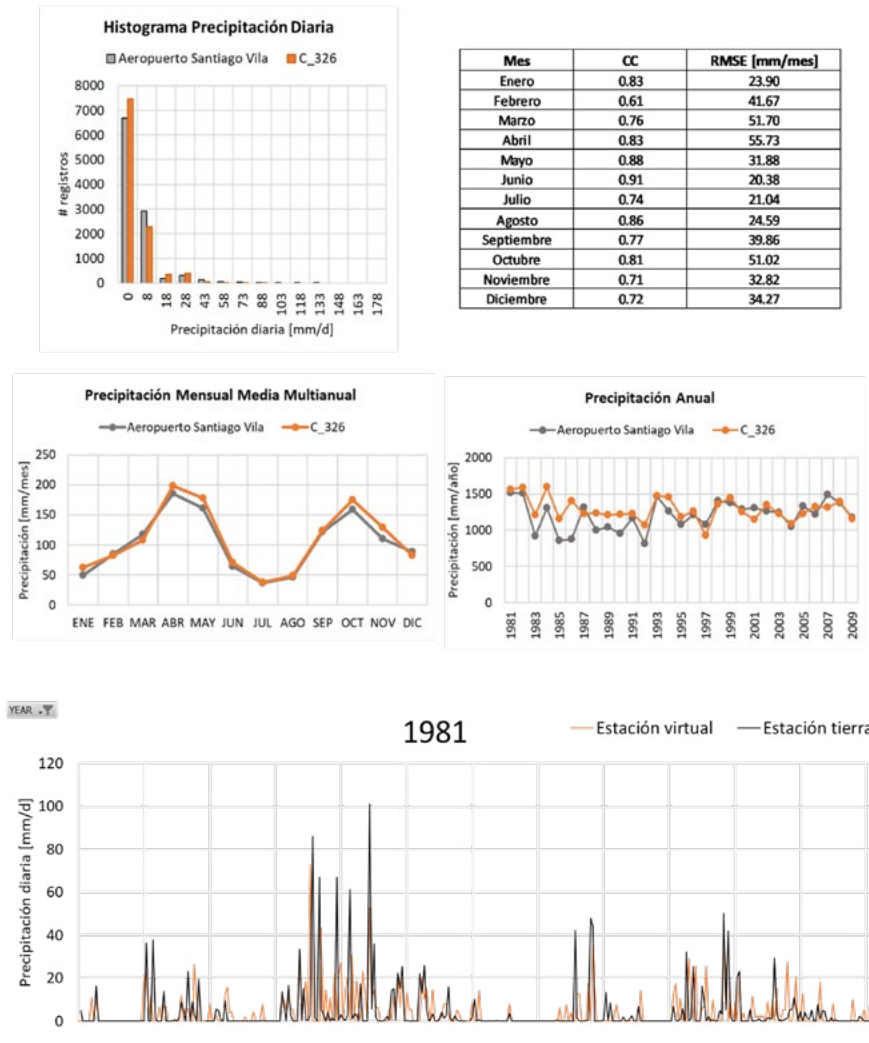 Histograma Precipitación Diaria
Aeropuerto Santiago Vila C_326
8000
7000
6000
5000
4000
3000
2000
1000
0
# registros
0 8 18 28 43 58 73 88 103 118 133 148 163 178
Precipitación diaria [mm/d]
Mes CC RMSE [mm/mes]
Enero 0.83 23.90
Febrero 0.61 41.67
Marzo 0.76 51.70
Abril 0.83 55.73
Mayo 0.88 31.88
Junio 0.91 20.38
Julio 0.74 21.04
Agosto 0.86 24.59
Septiembre 0.77 39.86
Octubre 0.81 51.02
Noviembre 0.71 32.82
Diciembre 0.72 34.27
Precipitación Mensual Media Multianual
Aeropuerto Santiago Vila C_326
250
200
150
100
50
0
Precipitación [mm/mes]
ENE FEB MAR ABR MAY JUN JUL AGO SEP OCT NOV DIC
Precipitación Anual
Aeropuerto Santiago Vila C_326
2000
1500
1000
500
0
Precipitación [mm/año]
1981 1983 1985 1987 1989 1991 1993 1995 1997 1999 2001 2003 2005 2007 2009
YEAR
1981
Estación virtual Estación tierra
120
100
80
60
40
20
0
Precipitación diaria [mm/d]